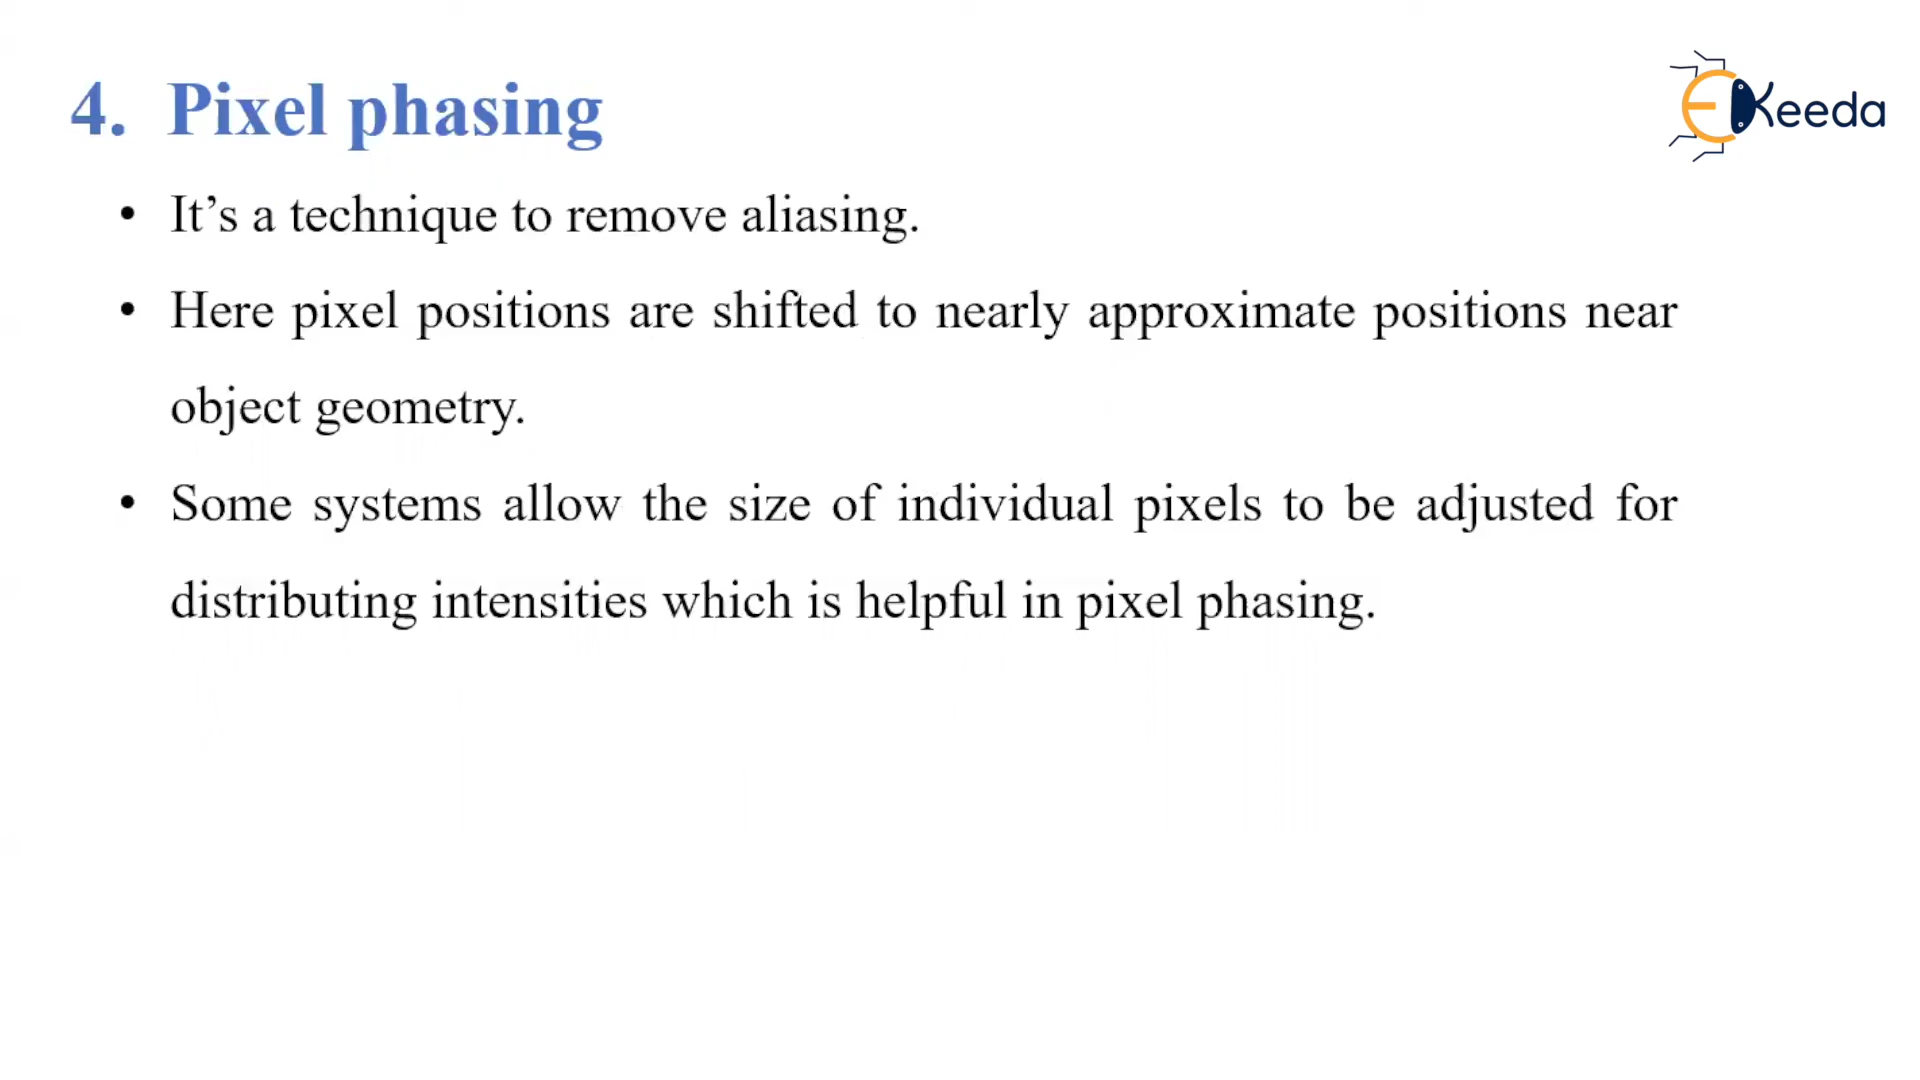 4. Pixel phasing
EKeeda
• It’s a technique to remove aliasing.
• Here pixel positions are shifted to nearly approximate positions near
object geometry.
• Some systems allow the size of individual pixels to be adjusted for
distributing intensities which is helpful in pixel phasing.